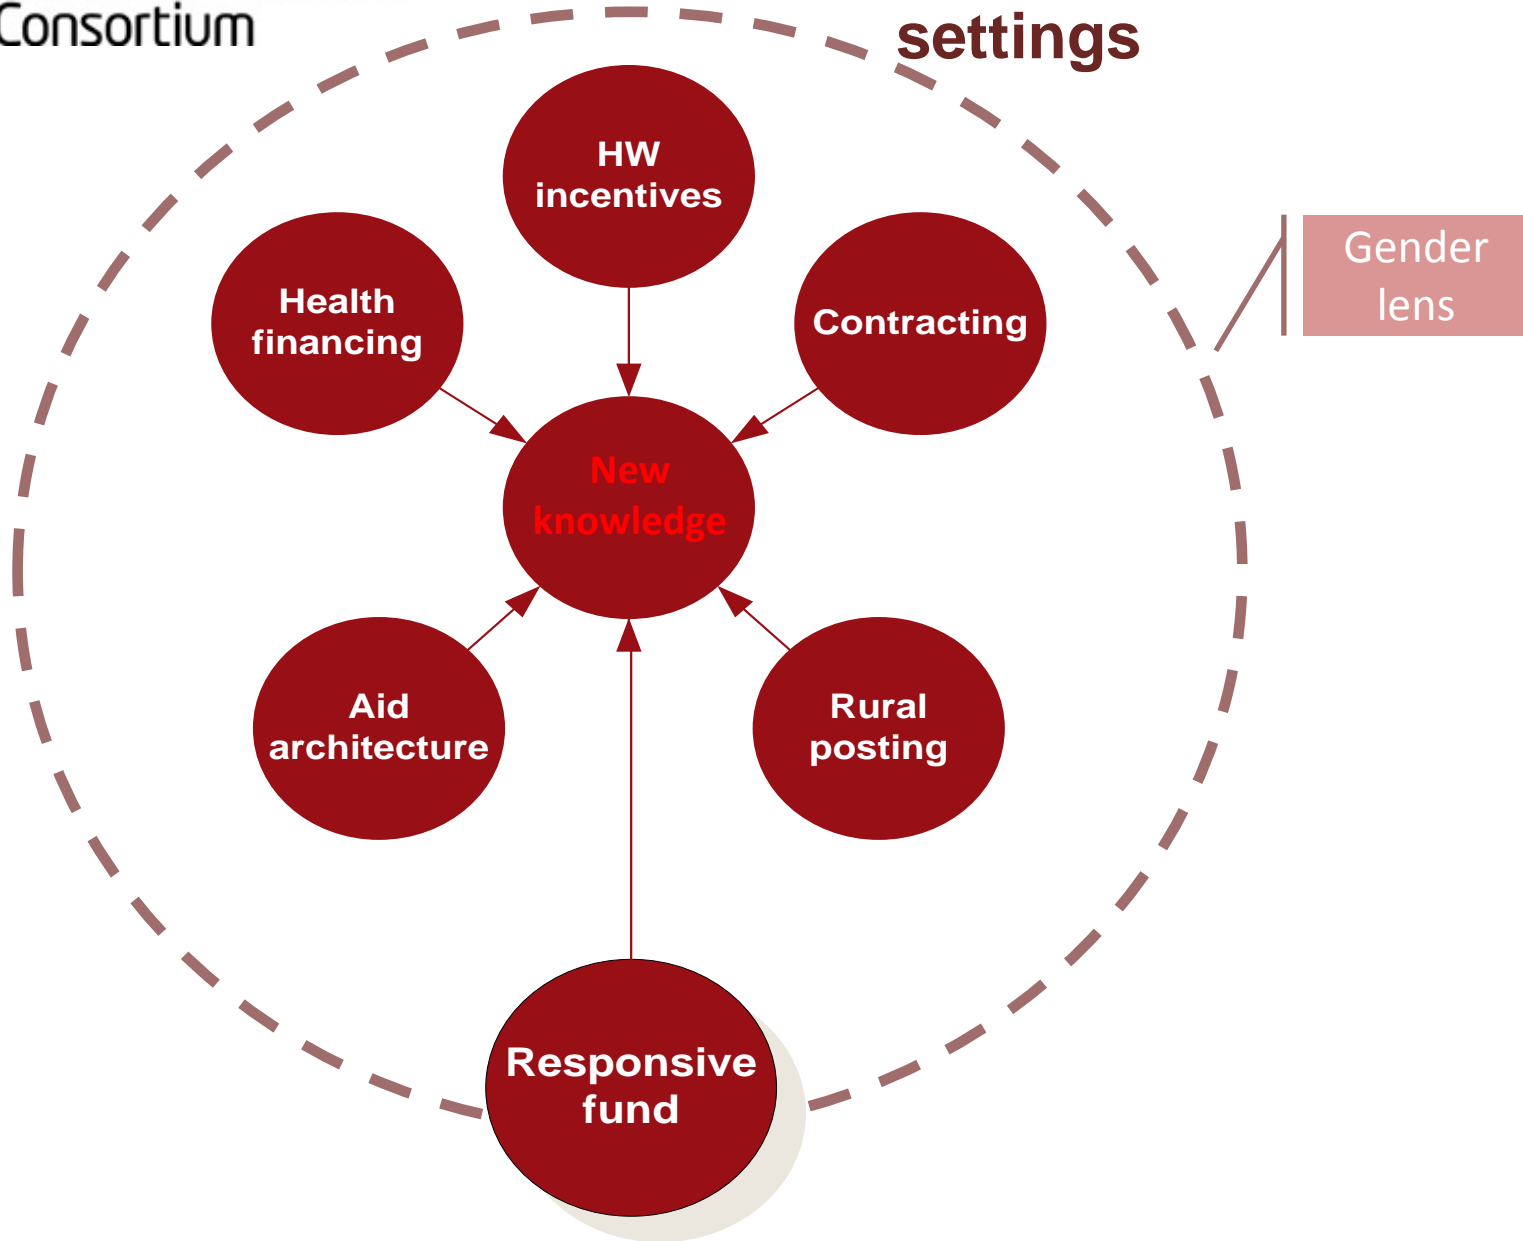 Consortium
settings
HW
incentives
Health
financing
Contracting
Gender
lens
New
knowledge
Aid
architecture
Rural
posting
Responsive
fund